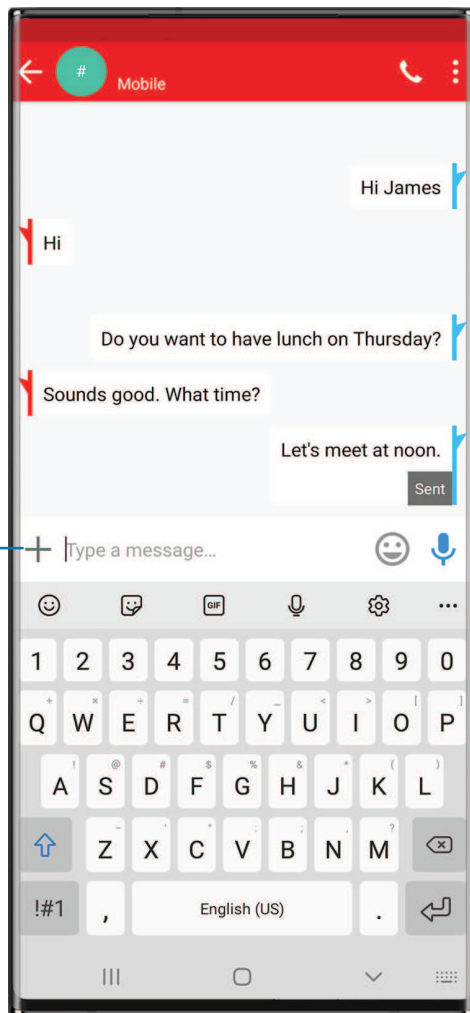 #
Mobile
Hi James
Hi
Do you want to have lunch on Thursday?
Sounds good. What time?
Let's meet at noon.
Sent
Type a message...
GIF
1 2 3 4 5 6 7 8 9 0
+ × ÷ = / _ < > [ ]
Q W E R T Y U I O P
! @ # $ % & * ( )
A S D F G H J K L
- ' " : ; , ?
Z X C V B N M
!#1 , English (US) .